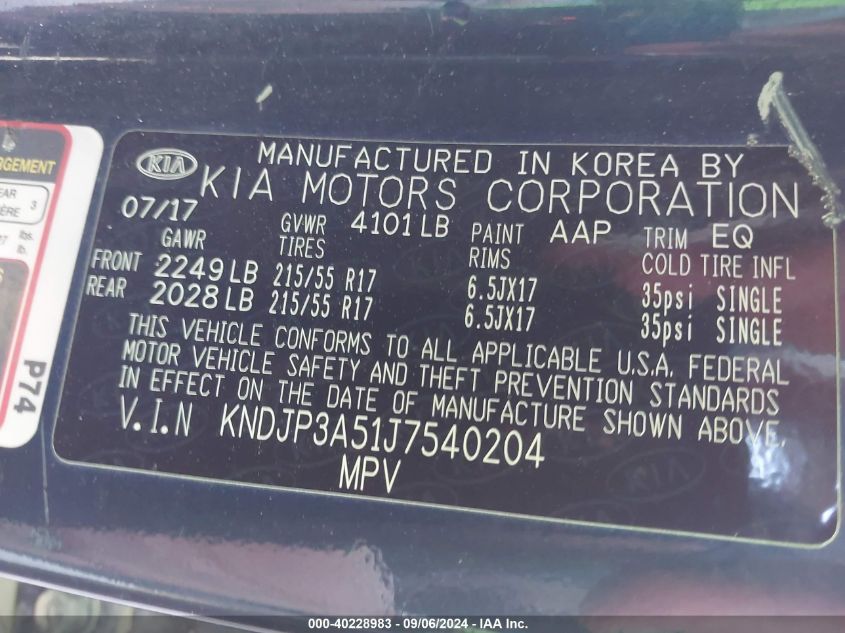 KIA
MANUFACTURED IN KOREA BY
KIA MOTORS CORPORATION
07/17 GVWR 4101 LB PAINT AAP TRIM EQ
GAWR TIRES RIMS COLD TIRE INFL
FRONT 2249 LB 215/55 R17 6.5JX17 35psi SINGLE
REAR 2028 LB 215/55 R17 6.5JX17 35psi SINGLE
THIS VEHICLE CONFORMS TO ALL APPLICABLE U.S.A. FEDERAL
MOTOR VEHICLE SAFETY AND THEFT PREVENTION STANDARDS
IN EFFECT ON THE DATE OF MANUFACTURE SHOWN ABOVE.
V.I.N KNDJP3A51J7540204
MPV
3
lbs.
lb.
P74
000-40228983 - 09/06/2024 - IAA Inc.